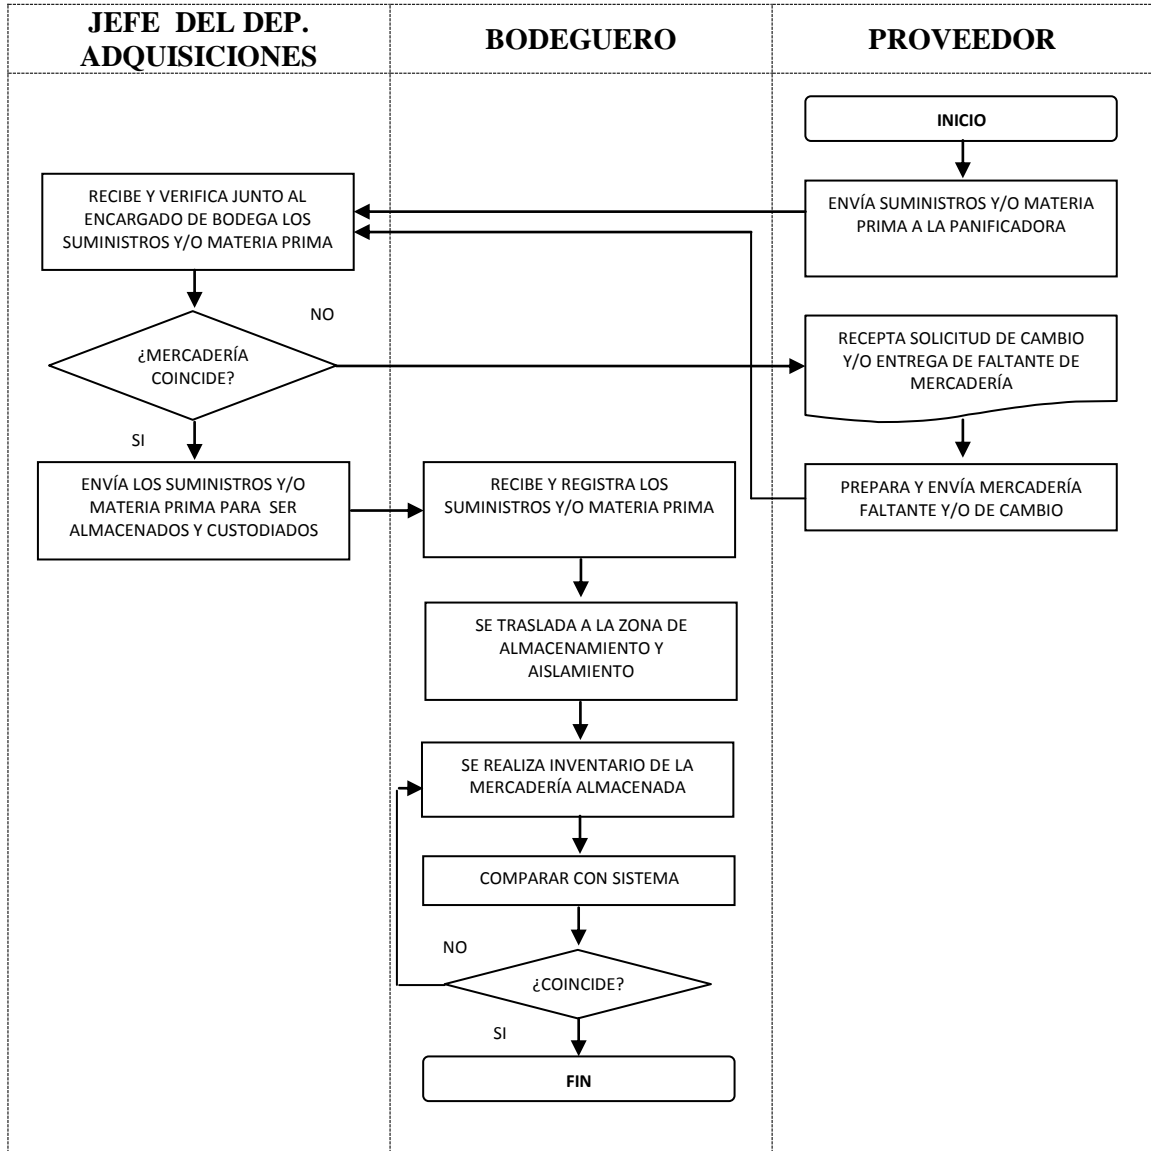 JEFE DEL DEP.
ADQUISICIONES
BODEGUERO
PROVEEDOR
INICIO
RECIBE Y VERIFICA JUNTO AL
ENCARGADO DE BODEGA LOS
SUMINISTROS Y/O MATERIA PRIMA
ENVÍA SUMINISTROS Y/O MATERIA
PRIMA A LA PANIFICADORA
NO
¿MERCADERÍA
COINCIDE?
RECEPTA SOLICITUD DE CAMBIO
Y/O ENTREGA DE FALTANTE DE
MERCADERÍA
SI
ENVÍA LOS SUMINISTROS Y/O
MATERIA PRIMA PARA SER
ALMACENADOS Y CUSTODIADOS
RECIBE Y REGISTRA LOS
SUMINISTROS Y/O MATERIA PRIMA
PREPARA Y ENVÍA MERCADERÍA
FALTANTE Y/O DE CAMBIO
SE TRASLADA A LA ZONA DE
ALMACENAMIENTO Y
AISLAMIENTO
SE REALIZA INVENTARIO DE LA
MERCADERÍA ALMACENADA
COMPARAR CON SISTEMA
NO
¿COINCIDE?
SI
FIN